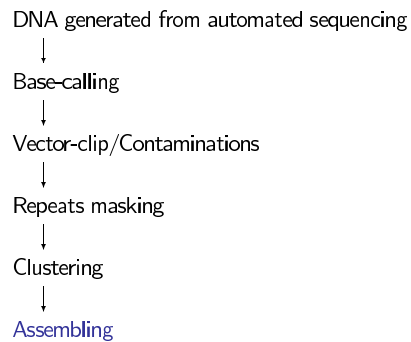 DNA generated from automated sequencing
Base-calling
Vector-clip/Contaminations
Repeats masking
Clustering
Assembling